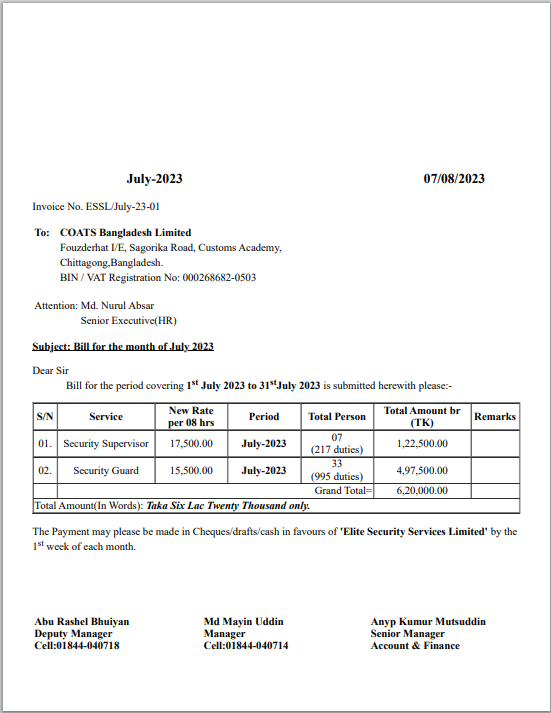 July-2023 07/08/2023
Invoice No. ESSL/July-23-01
To: COATS Bangladesh Limited
Fouzderhat I/E, Sagorika Road, Customs Academy,
Chittagong,Bangladesh.
BIN / VAT Registration No: 000268682-0503
Attention: Md. Nurul Absar
Senior Executive(HR)
Subject: Bill for the month of July 2023
Dear Sir
Bill for the period covering 1st July 2023 to 31stJuly 2023 is submitted herewith please:-
S/N Service New Rate per 08 hrs Period Total Person Total Amount br (TK) Remarks
01. Security Supervisor 17,500.00 July-2023 07 (217 duties) 1,22,500.00
02. Security Guard 15,500.00 July-2023 33 (995 duties) 4,97,500.00
Grand Total= 6,20,000.00
Total Amount(In Words): Taka Six Lac Twenty Thousand only.
The Payment may please be made in Cheques/drafts/cash in favours of 'Elite Security Services Limited' by the
1st week of each month.
Abu Rashel Bhuiyan Md Mayin Uddin Anyp Kumur Mutsuddin
Deputy Manager Manager Senior Manager
Cell:01844-040718 Cell:01844-040714 Account & Finance